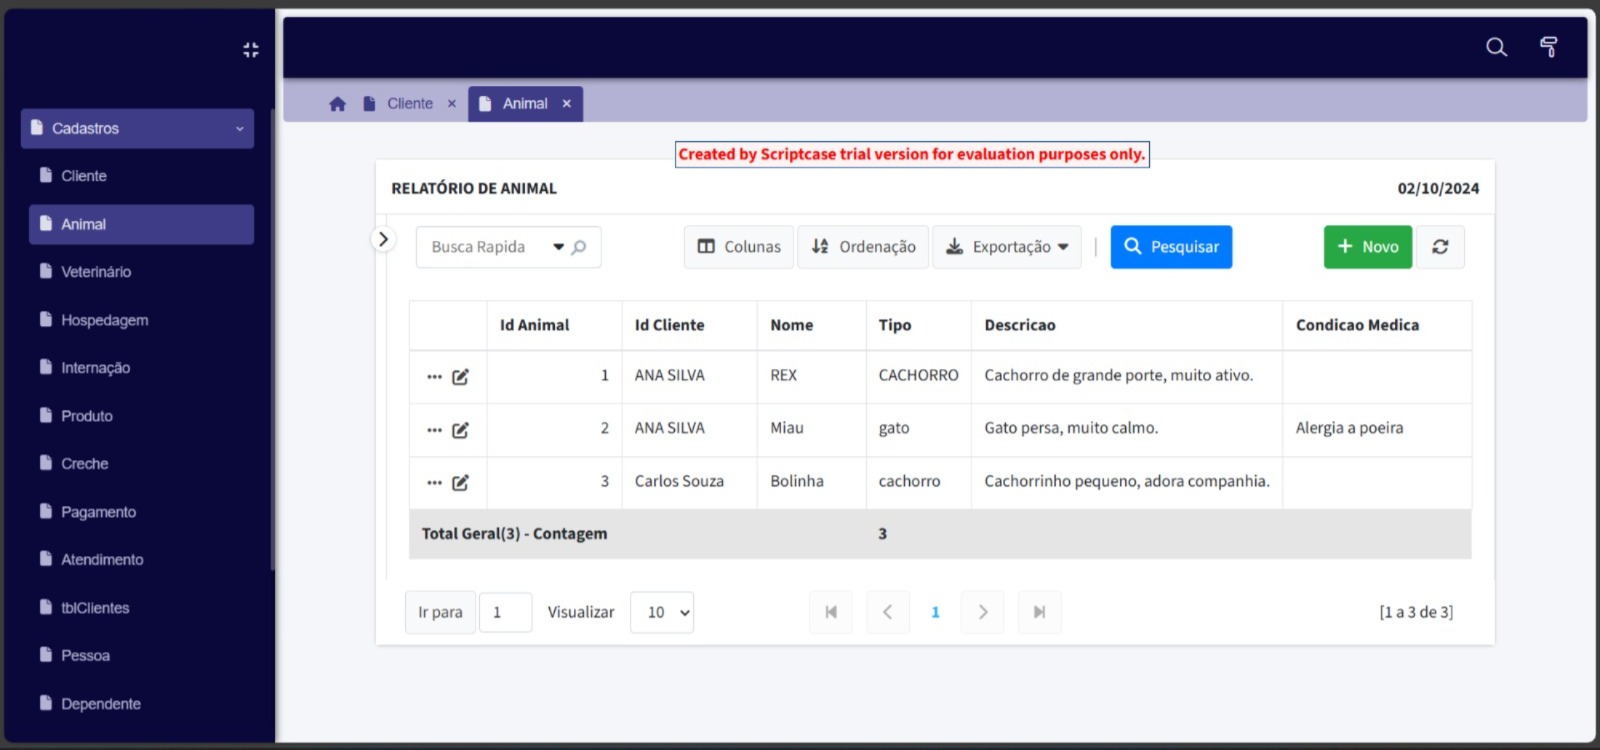 Cadastros
Cliente
Animal
Veterinário
Hospedagem
Internação
Produto
Creche
Pagamento
Atendimento
tblClientes
Pessoa
Dependente
Cliente × Animal ×
Created by Scriptcase trial version for evaluation purposes only.
RELATÓRIO DE ANIMAL 02/10/2024
Busca Rapida Colunas Ordenação Exportação | Pesquisar + Novo
Id Animal Id Cliente Nome Tipo Descricao Condicao Medica
1 ANA SILVA REX CACHORRO Cachorro de grande porte, muito ativo.
2 ANA SILVA Miau gato Gato persa, muito calmo. Alergia a poeira
3 Carlos Souza Bolinha cachorro Cachorrinho pequeno, adora companhia.
Total Geral(3) - Contagem 3
Ir para 1 Visualizar 10 1 [1 a 3 de 3]